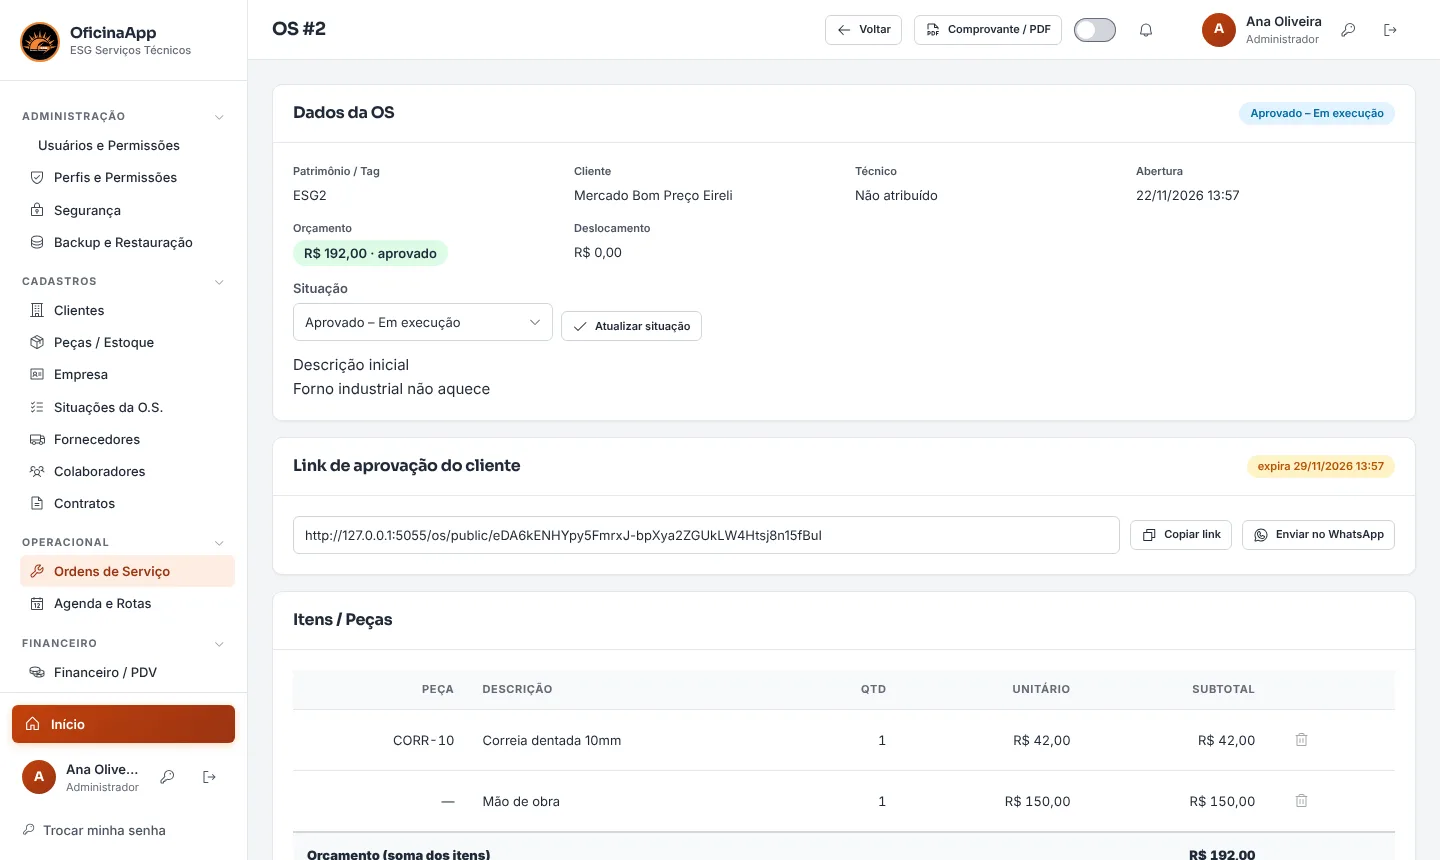 OficinaApp
ESG Serviços Técnicos
ADMINISTRAÇÃO
Usuários e Permissões
Perfis e Permissões
Segurança
Backup e Restauração
CADASTROS
Clientes
Peças / Estoque
Empresa
Situações da O.S.
Fornecedores
Colaboradores
Contratos
OPERACIONAL
Ordens de Serviço
Agenda e Rotas
FINANCEIRO
Financeiro / PDV
Início
A
Ana Olive...
Administrador
Trocar minha senha
OS #2
Voltar
PDF Comprovante / PDF
A
Ana Oliveira
Administrador
Dados da OS
Aprovado – Em execução
Patrimônio / Tag Cliente Técnico Abertura
ESG2 Mercado Bom Preço Eireli Não atribuído 22/11/2026 13:57
Orçamento Deslocamento
R$ 192,00 · aprovado R$ 0,00
Situação
Aprovado – Em execução Atualizar situação
Descrição inicial
Forno industrial não aquece
Link de aprovação do cliente
expira 29/11/2026 13:57
http://127.0.0.1:5055/os/public/eDA6kENHYpy5FmrxJ-bpXya2ZGUkLW4Htsj8n15fBuI Copiar link Enviar no WhatsApp
Itens / Peças
PEÇA DESCRIÇÃO QTD UNITÁRIO SUBTOTAL
CORR-10 Correia dentada 10mm 1 R$ 42,00 R$ 42,00
— Mão de obra 1 R$ 150,00 R$ 150,00
Orçamento (soma dos itens) R$ 192,00